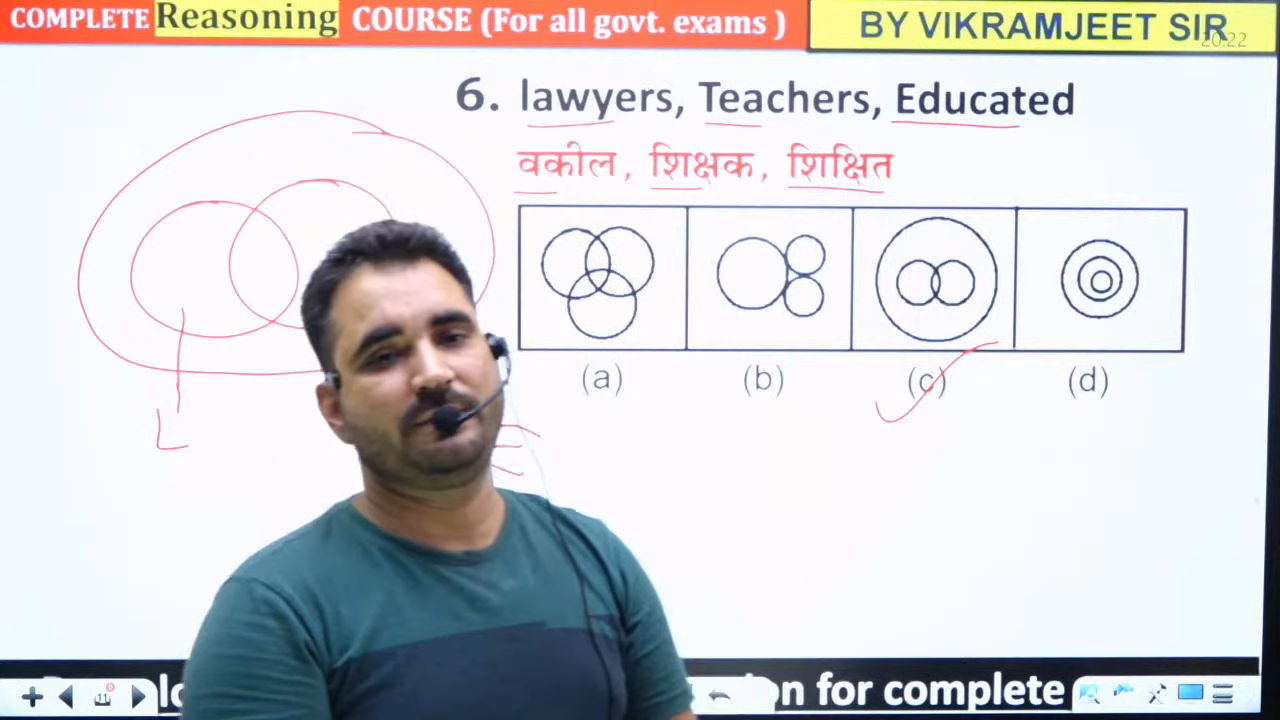 COMPLETE Reasoning COURSE (For all govt. exams )
BY VIKRAMJEET SIR
20:22
6. lawyers, Teachers, Educated
वकील, शिक्षक, शिक्षित
(a) (b) (c) (d)
L
E
11
for complete